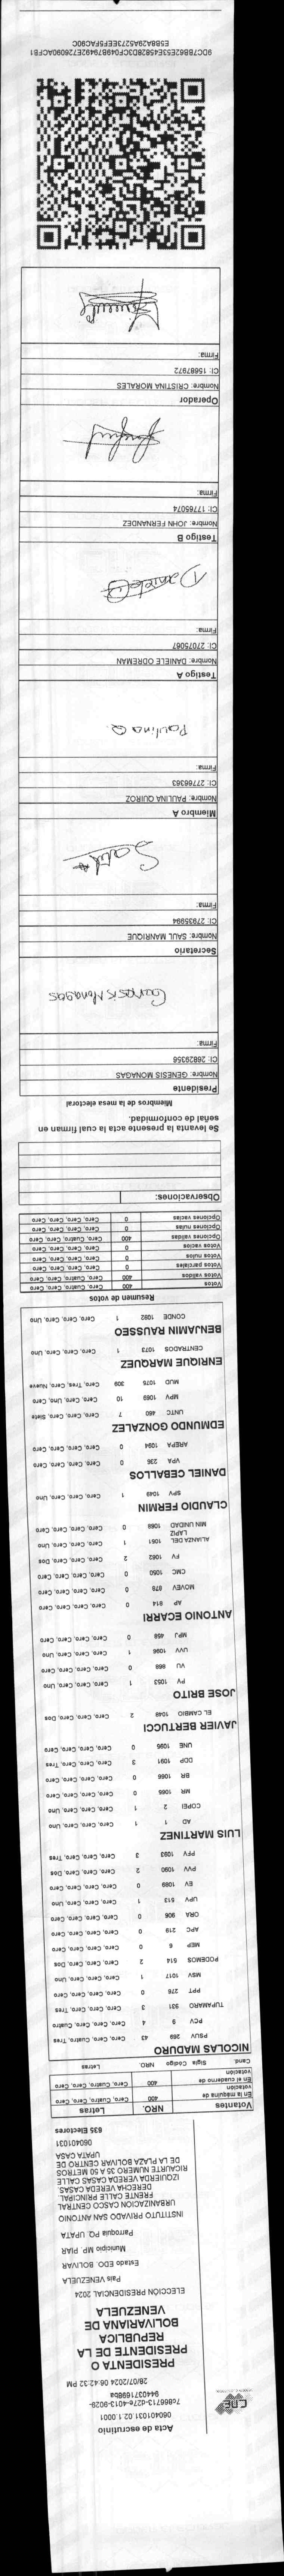 CNE
Acta de escrutinio
060401031.02.1.0001
28/07/2024 06:42:32 PM
PRESIDENTA O
PRESIDENTE DE LA
REPUBLICA
BOLIVARIANA DE
VENEZUELA
ELECCIÓN PRESIDENCIAL 2024
País VENEZUELA
Estado EDO. BOLIVAR
Municipio MP. PIAR
Parroquia PQ. UPATA
INSTITUTO PRIVADO SAN ANTONIO
URBANIZACION CASCO CENTRAL
FRENTE CALLE PRINCIPAL.
DERECHA VEREDA CASAS.
IZQUIERDA VEREDA CASAS CALLE
RICAURTE NUMERO 35 A 50 METROS
DE LA PLAZA BOLIVAR CENTRO DE
UPATA CASA
060401031
635 Electores
Votantes NRO. Letras
En la máquina de votación 400 Cero, Cuatro, Cero, Cero
En el cuaderno de votación 400 Cero, Cuatro, Cero, Cero
Cand. Sigla Código NRO. Letras
NICOLAS MADURO
PSUV 269 43 Cero, Cero, Cuatro, Tres
PCV 9 4 Cero, Cero, Cero, Cuatro
TUPAMARO 931 3 Cero, Cero, Cero, Tres
PPT 276 0 Cero, Cero, Cero, Cero
MSV 1017 1 Cero, Cero, Cero, Uno
PODEMOS 514 2 Cero, Cero, Cero, Dos
MEP 6 0 Cero, Cero, Cero, Cero
APC 219 0 Cero, Cero, Cero, Cero
ORA 906 0 Cero, Cero, Cero, Cero
UPV 513 1 Cero, Cero, Cero, Uno
EV 1089 0 Cero, Cero, Cero, Cero
PVV 1090 2 Cero, Cero, Cero, Dos
PFV 1093 3 Cero, Cero, Cero, Tres
LUIS MARTINEZ
AD 1 1 Cero, Cero, Cero, Uno
COPEI 2 1 Cero, Cero, Cero, Uno
MR 1065 0 Cero, Cero, Cero, Cero
BR 1066 0 Cero, Cero, Cero, Cero
DDP 1091 3 Cero, Cero, Cero, Tres
UNE 1095 0 Cero, Cero, Cero, Cero
JAVIER BERTUCCI
EL CAMBIO 1048 2 Cero, Cero, Cero, Dos
JOSE BRITO
PV 1053 1 Cero, Cero, Cero, Uno
VU 868 0 Cero, Cero, Cero, Cero
UVV 1096 1 Cero, Cero, Cero, Uno
MPJ 458 0 Cero, Cero, Cero, Cero
ANTONIO ECARRI
AP 814 0 Cero, Cero, Cero, Cero
MOVEV 878 0 Cero, Cero, Cero, Cero
CMC 1050 0 Cero, Cero, Cero, Cero
FV 1062 2 Cero, Cero, Cero, Dos
ALIANZA DEL LAPIZ 1051 1 Cero, Cero, Cero, Uno
MIN UNIDAD 1088 0 Cero, Cero, Cero, Cero
CLAUDIO FERMIN
SPV 1049 1 Cero, Cero, Cero, Uno
DANIEL CEBALLOS
VPA 236 0 Cero, Cero, Cero, Cero
AREPA 1094 0 Cero, Cero, Cero, Cero
EDMUNDO GONZALEZ
UNTC 460 7 Cero, Cero, Cero, Siete
MPV 1069 10 Cero, Cero, Uno, Cero
MUD 1075 309 Cero, Tres, Cero, Nueve
ENRIQUE MARQUEZ
CENTRADOS 1073 1 Cero, Cero, Cero, Uno
BENJAMIN RAUSSEO
CONDE 1092 1 Cero, Cero, Cero, Uno
Resumen de votos
Votos 400 Cero, Cuatro, Cero, Cero
Votos validos 400 Cero, Cuatro, Cero, Cero
Votos parciales 0 Cero, Cero, Cero, Cero
Votos nulos 0 Cero, Cero, Cero, Cero
Votos vacios 0 Cero, Cero, Cero, Cero
Opciones validas 400 Cero, Cuatro, Cero, Cero
Opciones nulas 0 Cero, Cero, Cero, Cero
Opciones vacias 0 Cero, Cero, Cero, Cero
Observaciones:
Se levanta la presente acta la cual firman en
señal de conformidad.
Miembros de la mesa electoral
Presidente
Nombre: GENESIS MONAGAS
CI: 26829358
Firma:
Genesis Monagas
Secretario
Nombre: SAUL MANRIQUE
CI: 27935994
Firma:
Saul
Miembro A
Nombre: PAULINA QUIROZ
CI: 27766363
Firma:
Paulina Q.
Testigo A
Nombre: DANIELE ODREMAN
CI: 27075067
Firma:
Daniele O
Testigo B
Nombre: JOHN FERNANDEZ
CI: 17765074
Firma:
Operador
Nombre: CRISTINA MORALES
CI: 15687972
Firma: